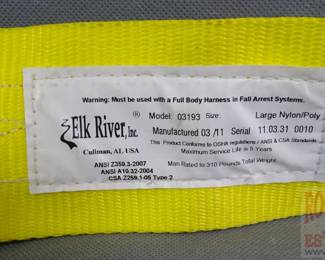 Warning: Must be used with a Full Body Harness in Fall Arrest Systems.
Elk River, Inc.
Cullman, AL USA
Model: 03193 Size: Large Nylon/Poly
Manufactured 03 /11 Serial 11.03.31 0010
This Product Conforms to OSHA regulations / ANSI & CSA Standards
Maximum Service Life is 5 Years
Man Rated to 310 Pounds Total Weight
ANSI Z359.3-2007
ANSI A10.32-2004
CSA Z259.1-05 Type 2